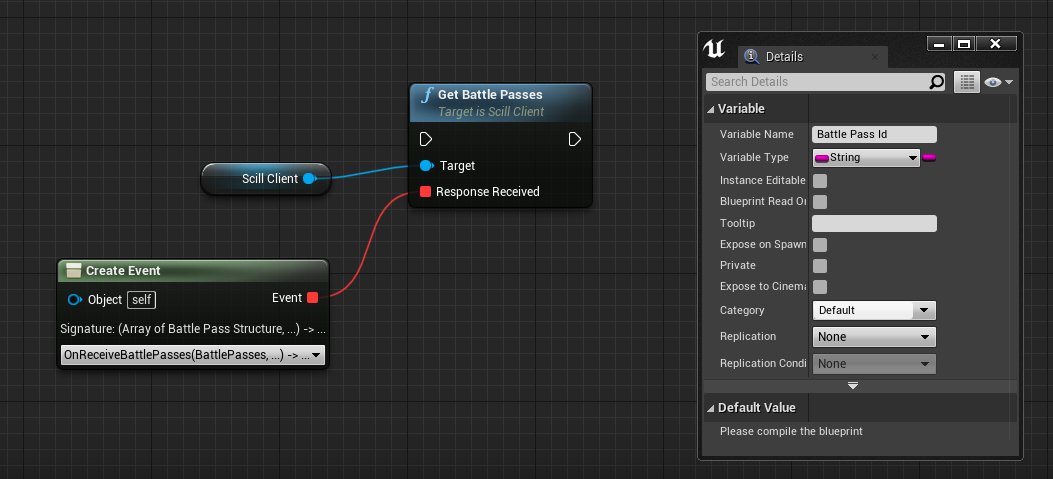 Get Battle Passes
Target is Scill Client
Target
Response Received
Scill Client
Create Event
Object self
Event
Signature: (Array of Battle Pass Structure, ...) -> ...
OnReceiveBattlePasses(BattlePasses, ...) -> ...
Details
Search Details
Variable
Variable Name Battle Pass Id
Variable Type String
Instance Editable
Blueprint Read On
Tooltip
Expose on Spawn
Private
Expose to Cinema
Category Default
Replication None
Replication Condi None
Default Value
Please compile the blueprint